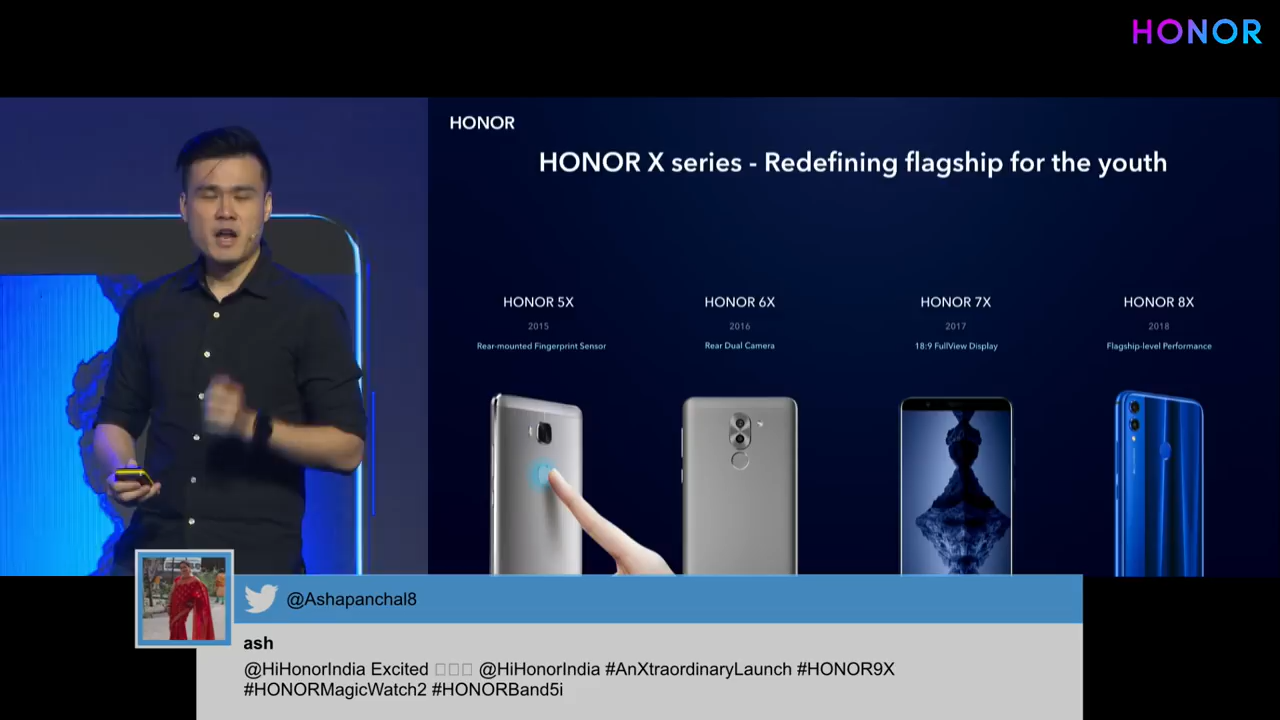 HONOR
HONOR
HONOR X series - Redefining flagship for the youth
HONOR 5X
2015
Rear-mounted Fingerprint Sensor
HONOR 6X
2016
Rear Dual Camera
HONOR 7X
2017
18:9 FullView Display
HONOR 8X
2018
Flagship-level Performance
@Ashapanchal8
ash
@HiHonorIndia Excited □□□ @HiHonorIndia #AnXtraordinaryLaunch #HONOR9X
#HONORMagicWatch2 #HONORBand5i